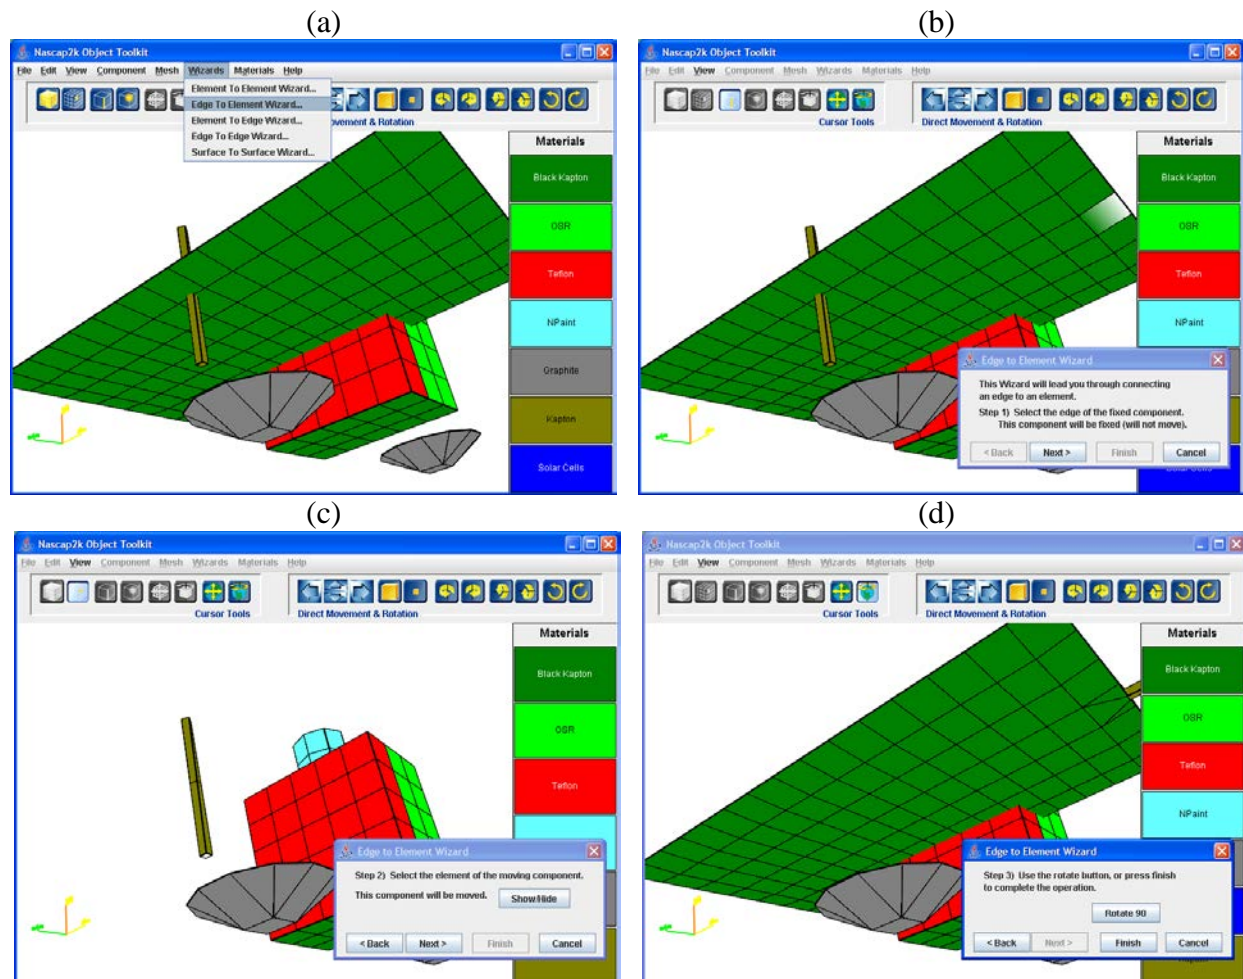 (a)
Nascap2k Object Toolkit
File Edit View Component Mesh Wizards Materials Help
Element To Element Wizard...
Edge To Element Wizard...
Element To Edge Wizard...
Edge To Edge Wizard...
Surface To Surface Wizard...
ovement & Rotation
Materials
Black Kapton
OSR
Teflon
NPaint
Graphite
Kapton
Solar Cells
(b)
Nascap2k Object Toolkit
File Edit View Component Mesh Wizards Materials Help
Cursor Tools
Direct Movement & Rotation
Materials
Black Kapton
OSR
Teflon
NPaint
Edge to Element Wizard
This Wizard will lead you through connecting
an edge to an element.
Step 1) Select the edge of the fixed component.
This component will be fixed (will not move).
< Back Next > Finish Cancel
(c)
Nascap2k Object Toolkit
File Edit View Component Mesh Wizards Materials Help
Cursor Tools
Direct Movement & Rotation
Materials
Black Kapton
OSR
Teflon
Edge to Element Wizard
Step 2) Select the element of the moving component.
This component will be moved. Show/Hide
< Back Next > Finish Cancel
(d)
Nascap2k Object Toolkit
File Edit View Component Mesh Wizards Materials Help
Cursor Tools
Direct Movement & Rotation
Materials
Black Kapton
OSR
Teflon
NPaint
Edge to Element Wizard
Step 3) Use the rotate button, or press finish
to complete the operation.
Rotate 90
< Back Next > Finish Cancel